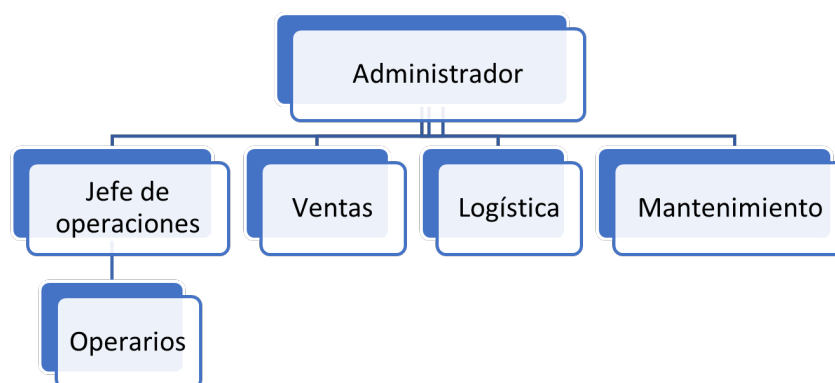 Administrador
Jefe de
operaciones
Ventas
Logística
Mantenimiento
Operarios